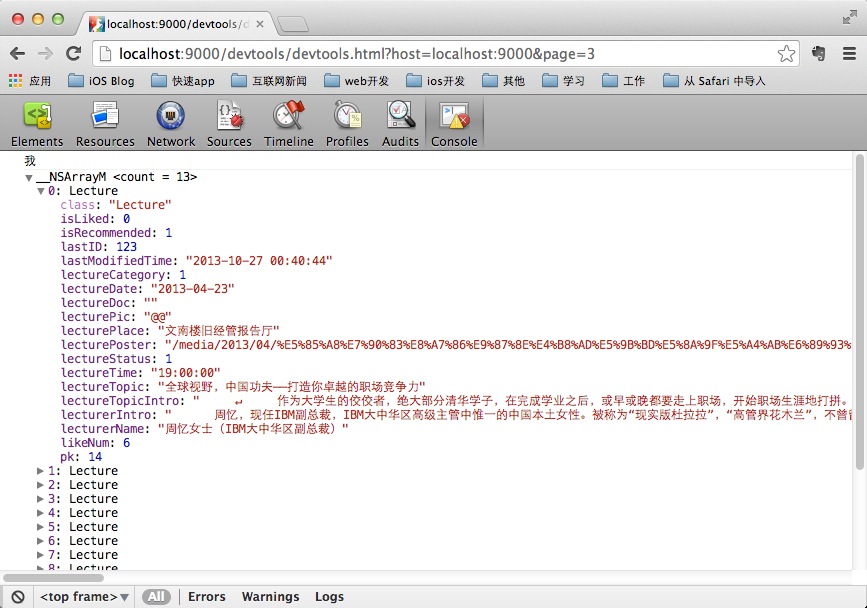 localhost:9000/devtools/d
localhost:9000/devtools/devtools.html?host=localhost:9000&page=3
应用 iOS Blog 快速app 互联网新闻 web开发 ios开发 其他 学习 工作 从 Safari 中导入
Elements Resources Network Sources Timeline Profiles Audits Console
我
__NSArrayM <count = 13>
0: Lecture
class: "Lecture"
isLiked: 0
isRecommended: 1
lastID: 123
lastModifiedTime: "2013-10-27 00:40:44"
lectureCategory: 1
lectureDate: "2013-04-23"
lectureDoc: ""
lecturePic: "@@"
lecturePlace: "文南楼旧经管报告厅"
lecturePoster: "/media/2013/04/%E5%85%A8%E7%90%83%E8%A7%86%E9%87%8E%E4%B8%AD%E5%9B%BD%E5%8A%9F%E5%A4%AB%E6%89%93%
lectureStatus: 1
lectureTime: "19:00:00"
lectureTopic: "全球视野，中国功夫——打造你卓越的职场竞争力"
lectureTopicIntro: " ↵ 作为大学生的佼佼者，绝大部分清华学子，在完成学业之后，或早或晚都要走上职场，开始职场生涯地打拼。
lecturerIntro: " 周忆，现任IBM副总裁，IBM大中华区高级主管中惟一的中国本土女性。被称为“现实版杜拉拉”，“高管界花木兰”，不曾留
lecturerName: "周忆女士（IBM大中华区副总裁）"
likeNum: 6
pk: 14
1: Lecture
2: Lecture
3: Lecture
4: Lecture
5: Lecture
6: Lecture
7: Lecture
8: Lecture
<top frame> All Errors Warnings Logs